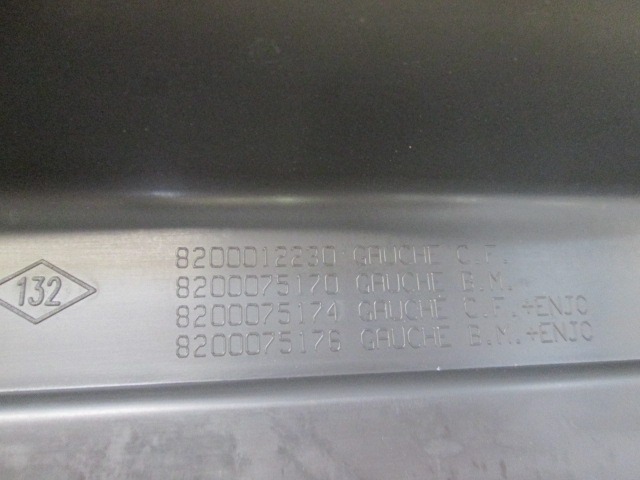 132
8200012230 GAUCHE C.F.
8200075170 GAUCHE B.M.
8200075174 GAUCHE C.F.+ENJO
8200075176 GAUCHE B.M.+ENJO